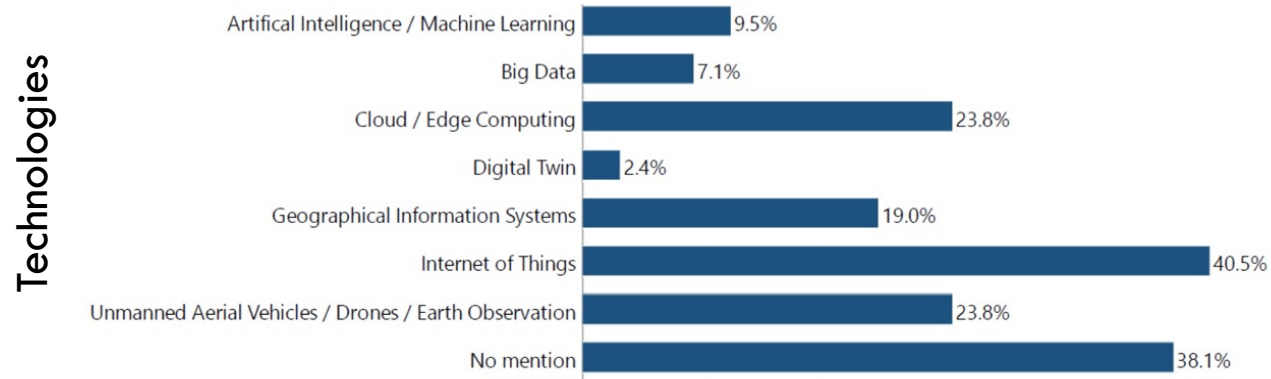 Technologies
Artifical Intelligence / Machine Learning 9.5%
Big Data 7.1%
Cloud / Edge Computing 23.8%
Digital Twin 2.4%
Geographical Information Systems 19.0%
Internet of Things 40.5%
Unmanned Aerial Vehicles / Drones / Earth Observation 23.8%
No mention 38.1%